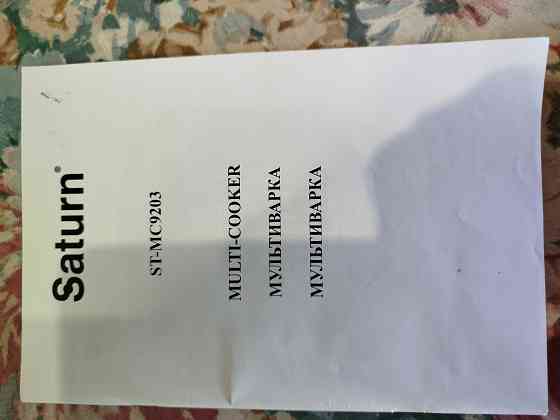 Saturn®
ST-MC9203
MULTI-COOKER
МУЛЬТИВАРКА
МУЛЬТИВАРКА